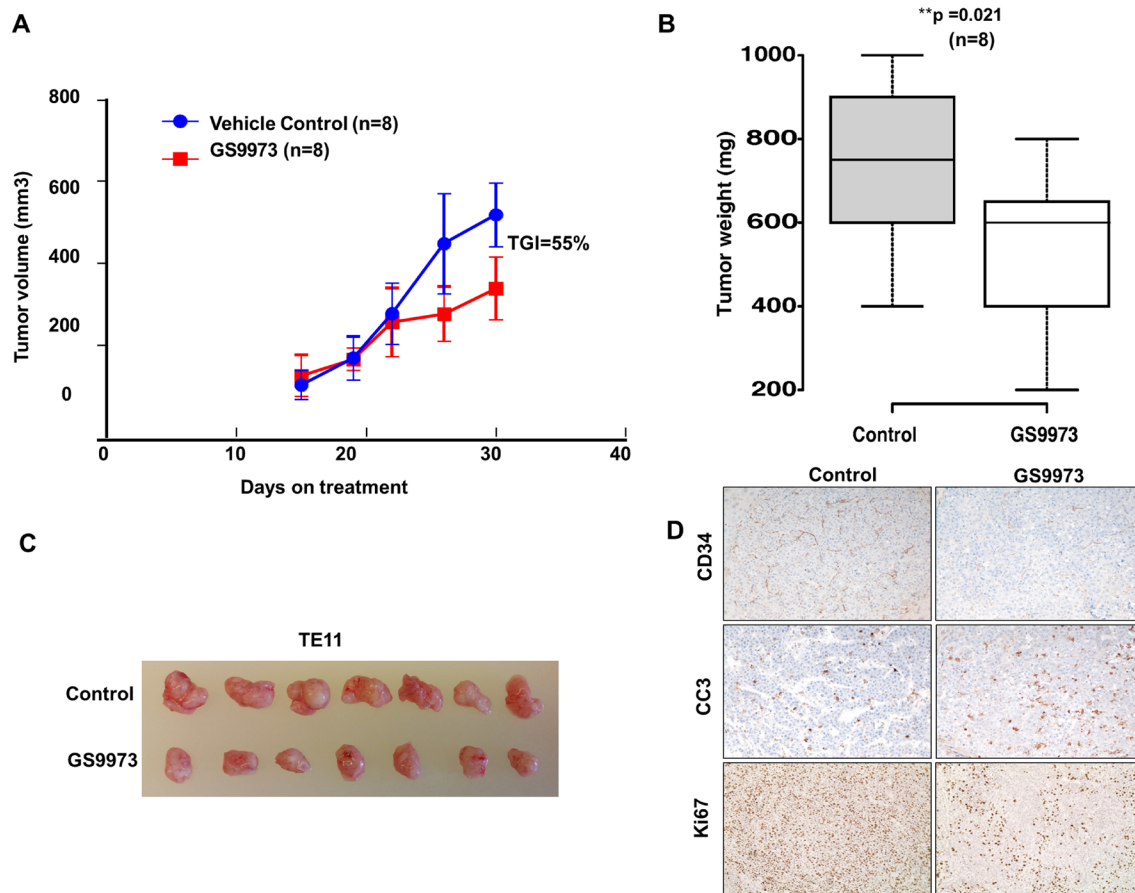 A
800
600
400
200
0
Tumor volume (mm3)
Vehicle Control (n=8)
GS9973 (n=8)
TGI=55%
0 10 20 30 40
Days on treatment
B
**p =0.021
(n=8)
1000
800
600
400
200
Tumor weight (mg)
Control GS9973
C
TE11
Control
GS9973
D
Control GS9973
CD34
CC3
Ki67